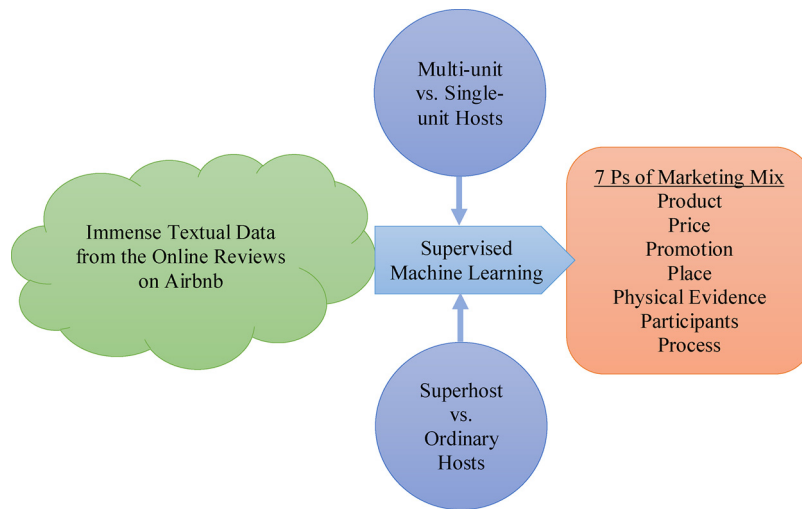 Multi-unit
vs. Single-
unit Hosts
Immense Textual Data
from the Online Reviews
on Airbnb
Supervised
Machine Learning
7 Ps of Marketing Mix
Product
Price
Promotion
Place
Physical Evidence
Participants
Process
Superhost
vs.
Ordinary
Hosts